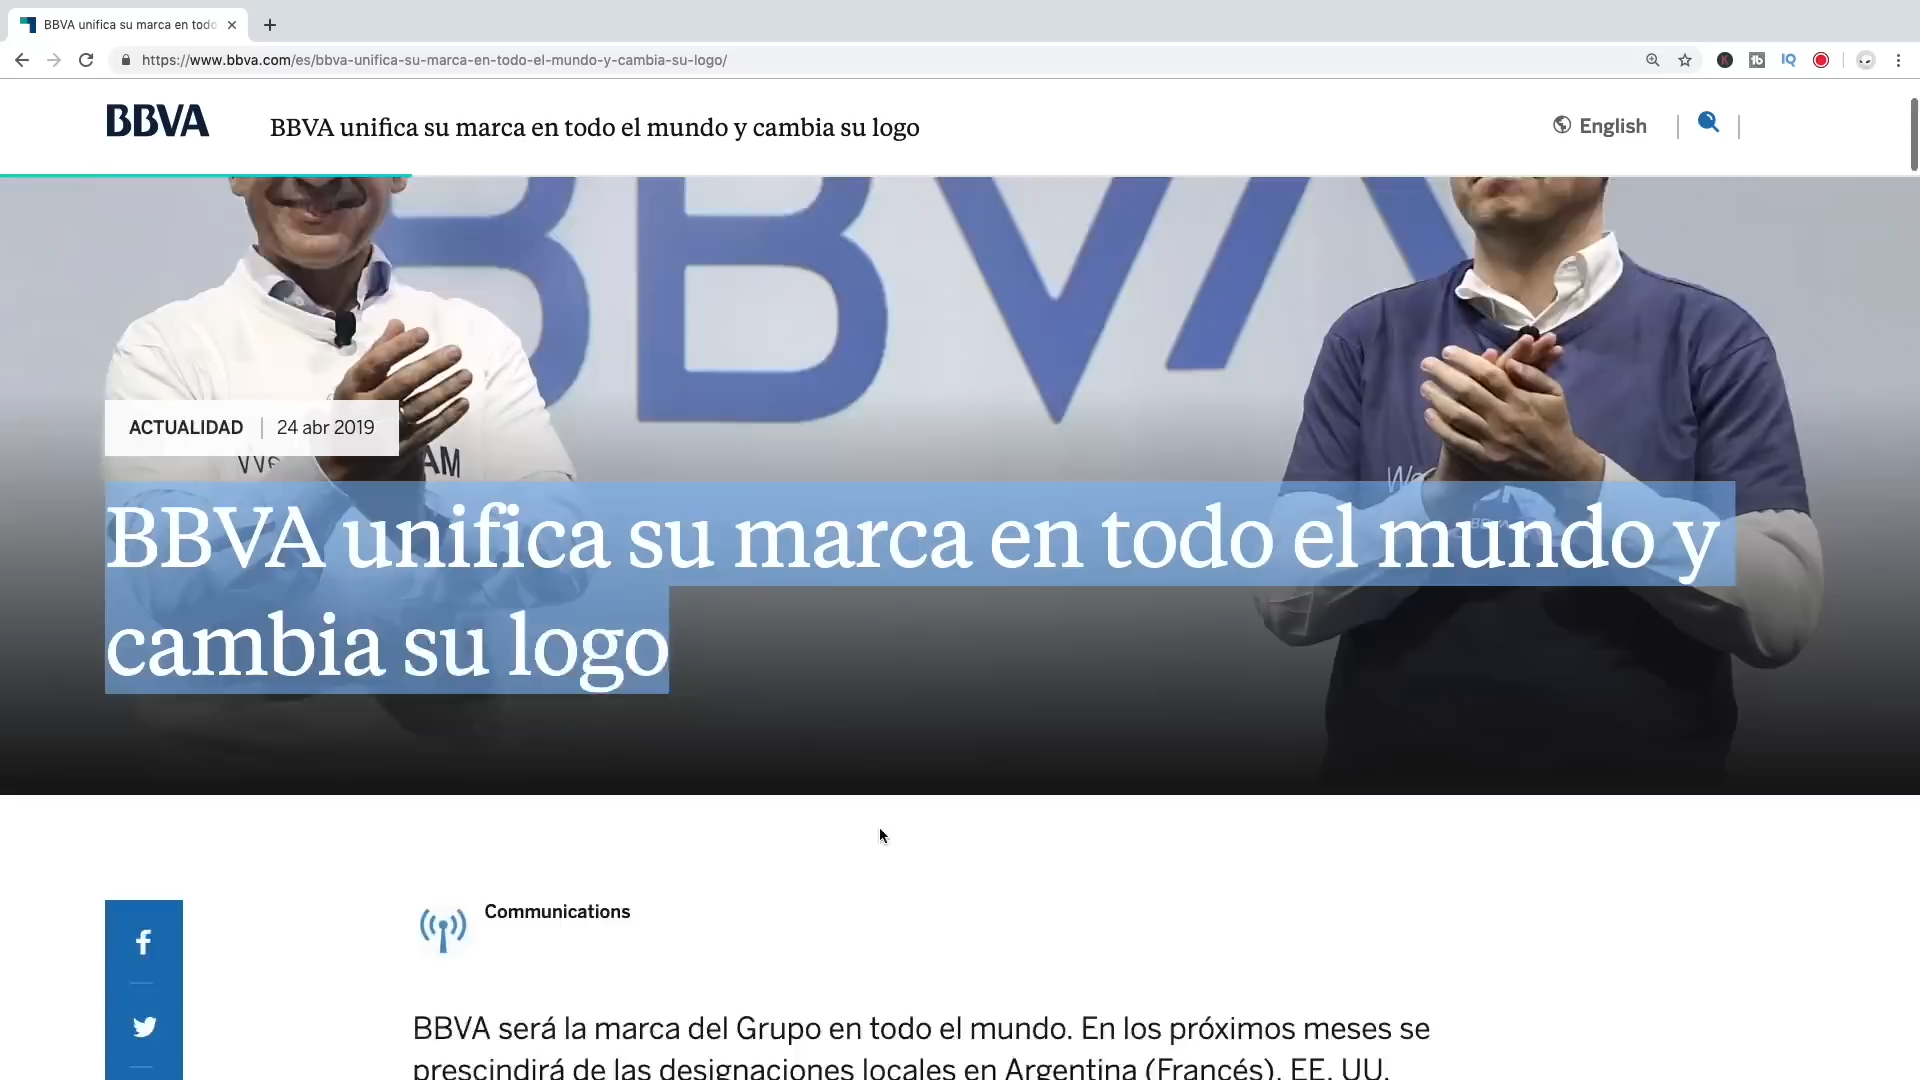 BBVA unifica su marca en todo
https://www.bbva.com/es/bbva-unifica-su-marca-en-todo-el-mundo-y-cambia-su-logo/
BBVA
BBVA unifica su marca en todo el mundo y cambia su logo
English
BBVA
ACTUALIDAD
24 abr 2019
We
AM
We
BBVA unifica su marca en todo el mundo y
cambia su logo
Communications
BBVA será la marca del Grupo en todo el mundo. En los próximos meses se
prescindirá de las designaciones locales en Argentina (Francés), EE. UU.